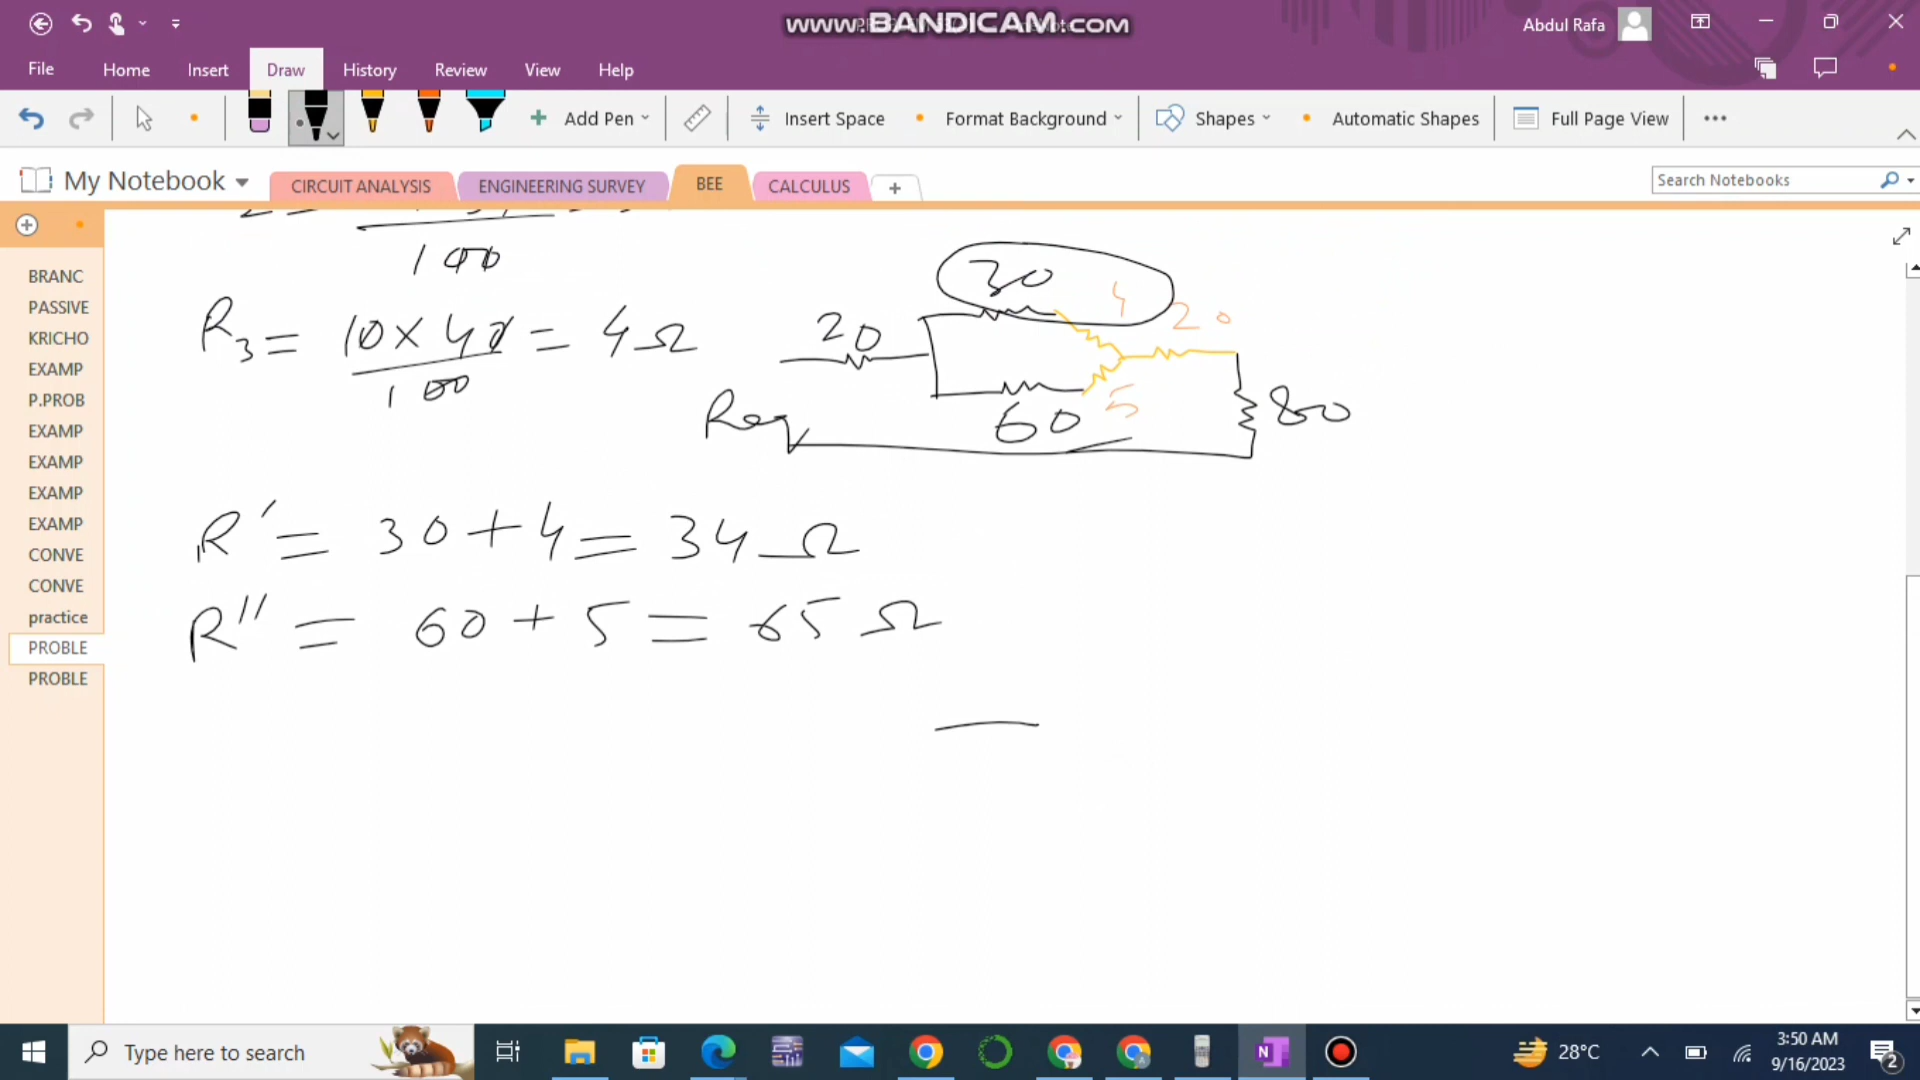 www.BANDICAM.com
Abdul Rafa
File Home Insert Draw History Review View Help
Add Pen Insert Space Format Background Shapes Automatic Shapes Full Page View
My Notebook CIRCUIT ANALYSIS ENGINEERING SURVEY BEE CALCULUS
Search Notebooks
BRANC
PASSIVE
KRICHO
EXAMP
P.PROB
EXAMP
EXAMP
EXAMP
EXAMP
CONVE
CONVE
practice
PROBLE
PROBLE
100
R3 = 10 × 40 = 4Ω
100
30
4
20
20
5
60
80
Req
R' = 30 + 4 = 34 Ω
R'' = 60 + 5 = 65 Ω
Type here to search
28°C
3:50 AM
9/16/2023
2